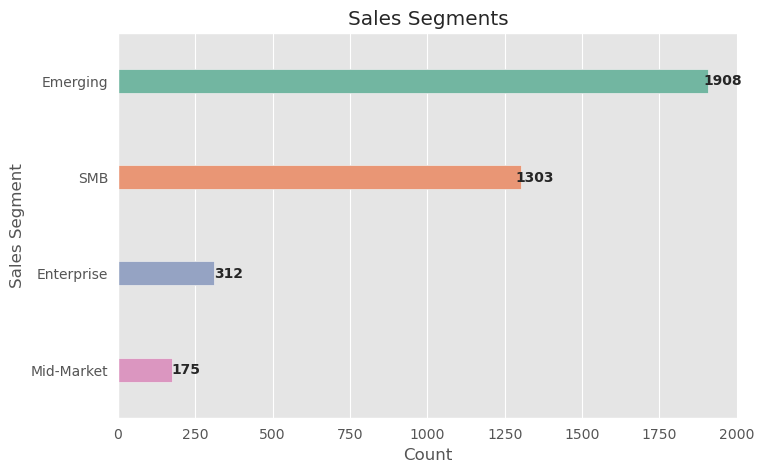 Sales Segments
Emerging
1908
SMB
1303
Enterprise
312
Mid-Market
175
0 250 500 750 1000 1250 1500 1750 2000
Count
Sales Segment